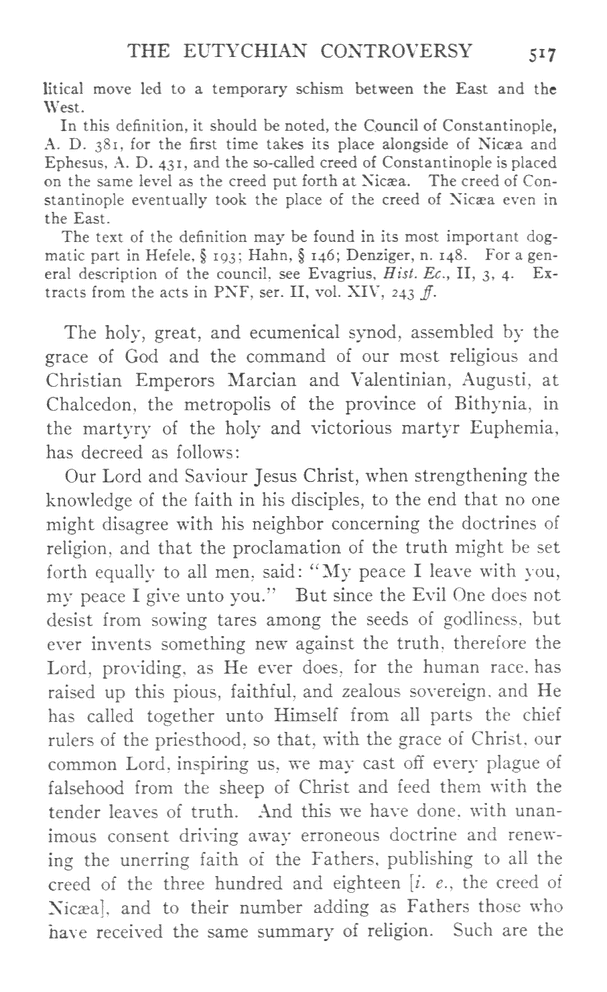 THE EUTYCHIAN CONTROVERSY 517
litical move led to a temporary schism between the East and the
West.
In this definition, it should be noted, the Council of Constantinople,
A. D. 381, for the first time takes its place alongside of Nicæa and
Ephesus, A. D. 431, and the so-called creed of Constantinople is placed
on the same level as the creed put forth at Nicæa. The creed of Con-
stantinople eventually took the place of the creed of Nicæa even in
the East.
The text of the definition may be found in its most important dog-
matic part in Hefele, § 193; Hahn, § 146; Denziger, n. 148. For a gen-
eral description of the council, see Evagrius, Hist. Ec., II, 3, 4. Ex-
tracts from the acts in PNF, ser. II, vol. XIV, 243 ff.
The holy, great, and ecumenical synod, assembled by the
grace of God and the command of our most religious and
Christian Emperors Marcian and Valentinian, Augusti, at
Chalcedon, the metropolis of the province of Bithynia, in
the martyry of the holy and victorious martyr Euphemia,
has decreed as follows:
Our Lord and Saviour Jesus Christ, when strengthening the
knowledge of the faith in his disciples, to the end that no one
might disagree with his neighbor concerning the doctrines of
religion, and that the proclamation of the truth might be set
forth equally to all men, said: “My peace I leave with you,
my peace I give unto you.” But since the Evil One does not
desist from sowing tares among the seeds of godliness, but
ever invents something new against the truth, therefore the
Lord, providing, as He ever does, for the human race, has
raised up this pious, faithful, and zealous sovereign, and He
has called together unto Himself from all parts the chief
rulers of the priesthood, so that, with the grace of Christ, our
common Lord, inspiring us, we may cast off every plague of
falsehood from the sheep of Christ and feed them with the
tender leaves of truth. And this we have done, with unan-
imous consent driving away erroneous doctrine and renew-
ing the unerring faith of the Fathers, publishing to all the
creed of the three hundred and eighteen [i. e., the creed of
Nicæa], and to their number adding as Fathers those who
have received the same summary of religion. Such are the